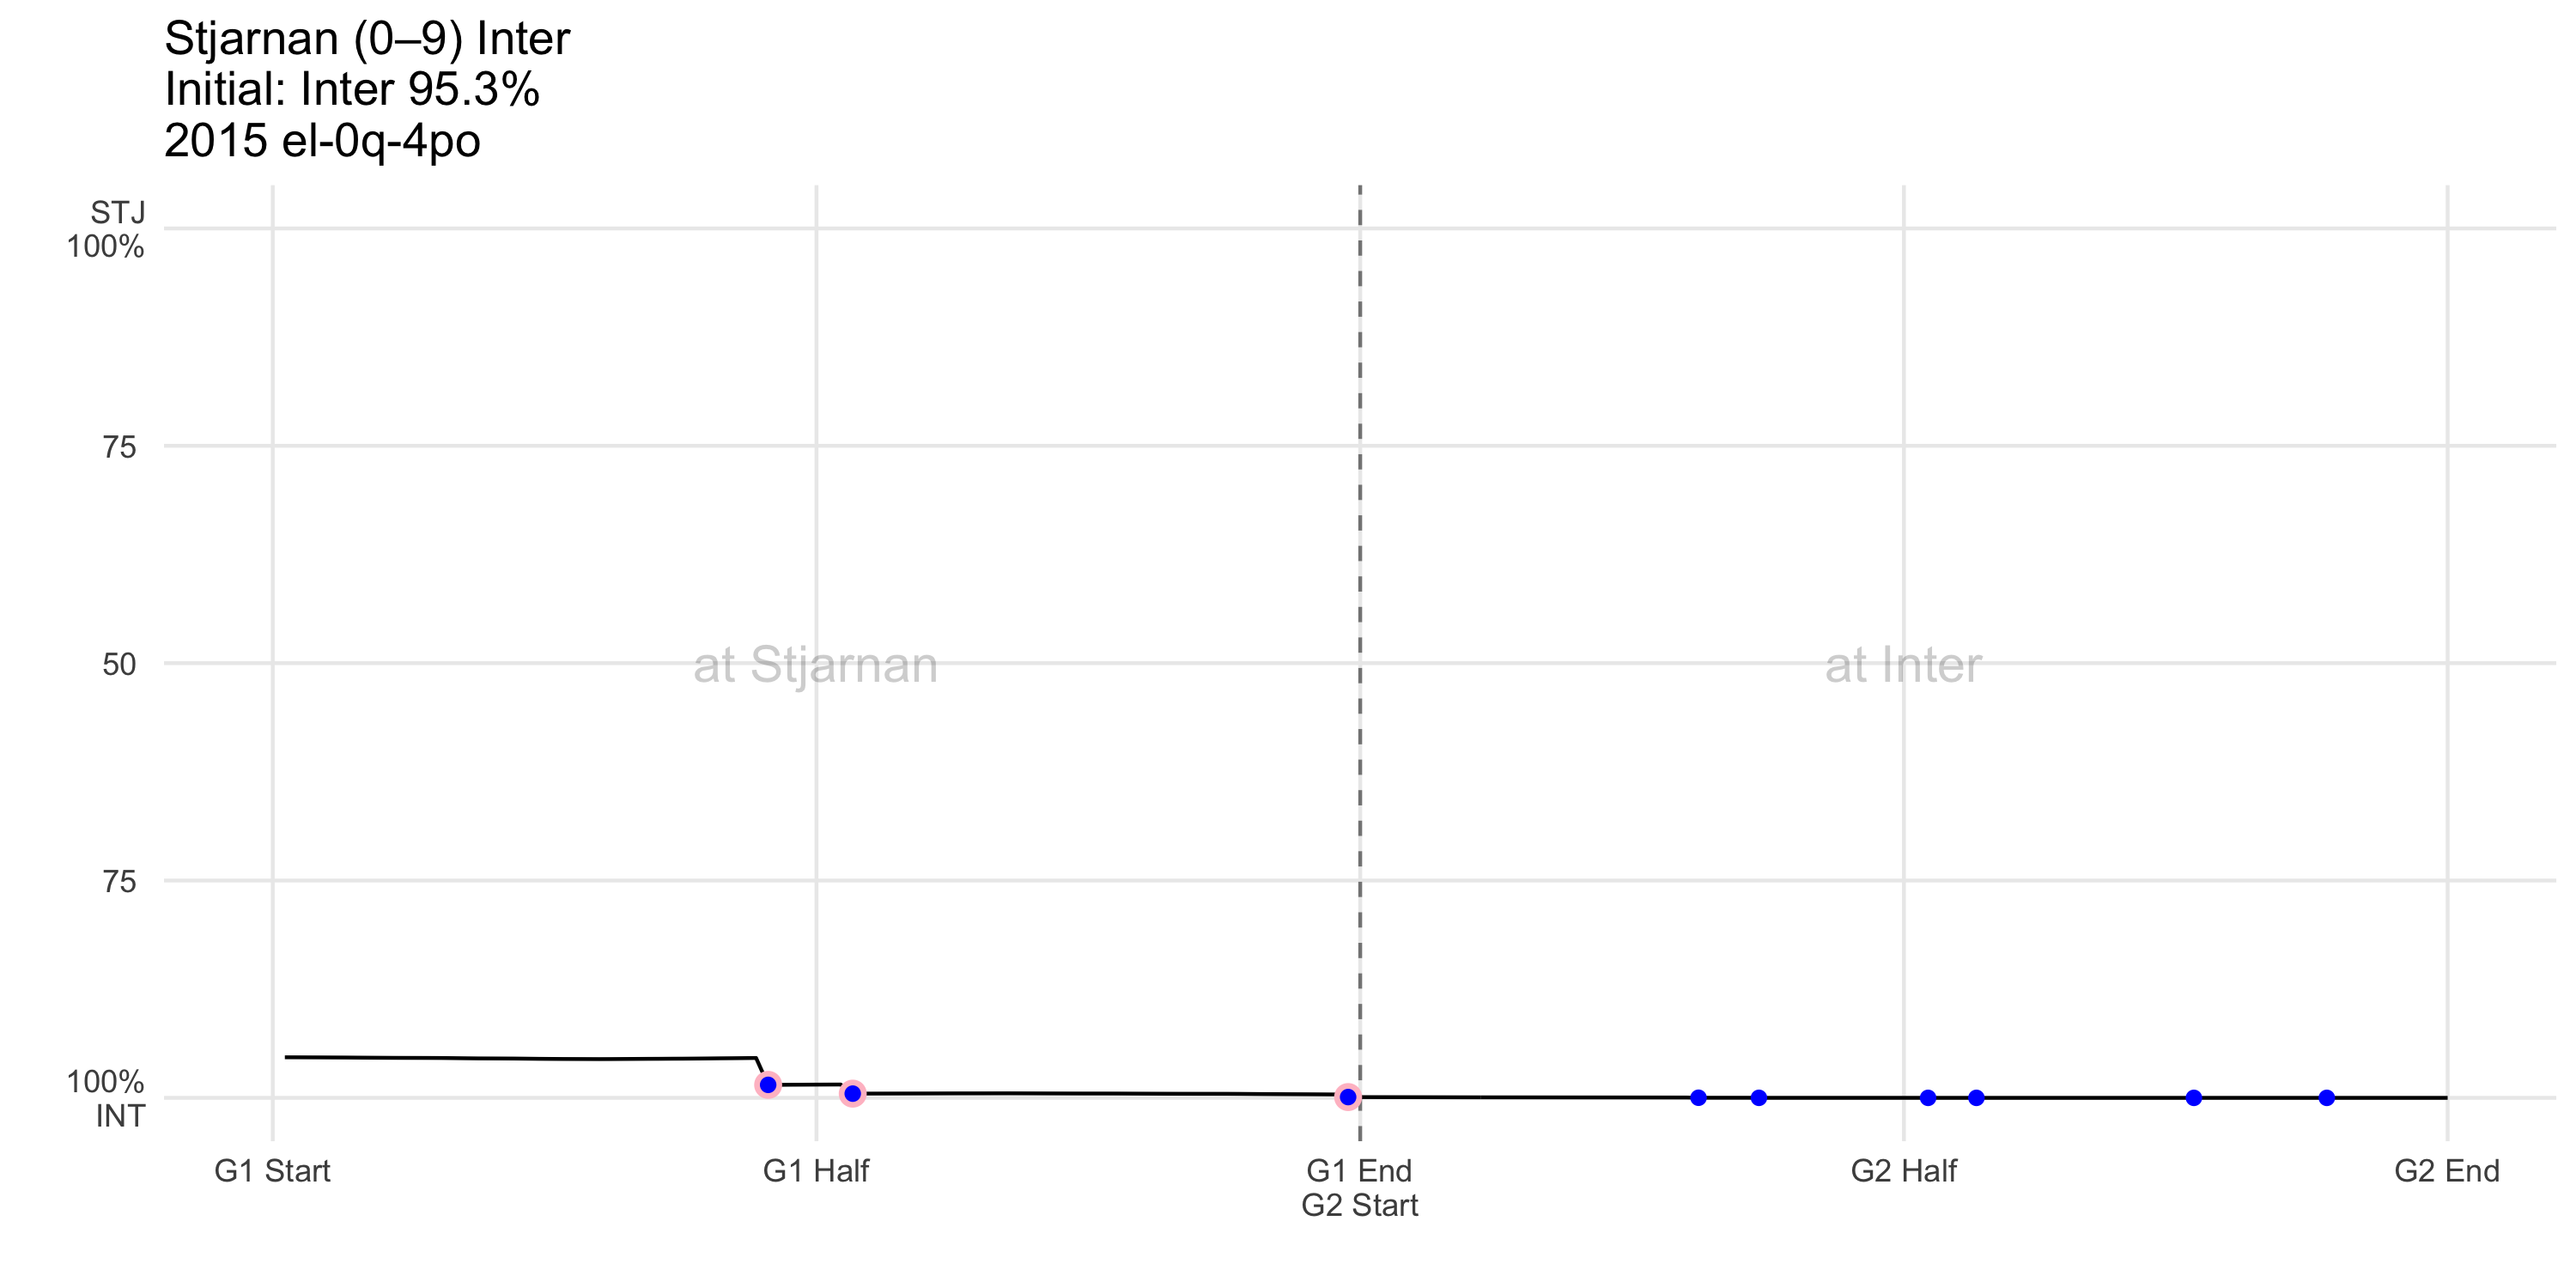 Stjarnan (0–9) Inter
Initial: Inter 95.3%
2015 el-0q-4po
STJ
100%
75
50
75
100%
INT
at Stjarnan
at Inter
G1 Start
G1 Half
G1 End
G2 Start
G2 Half
G2 End